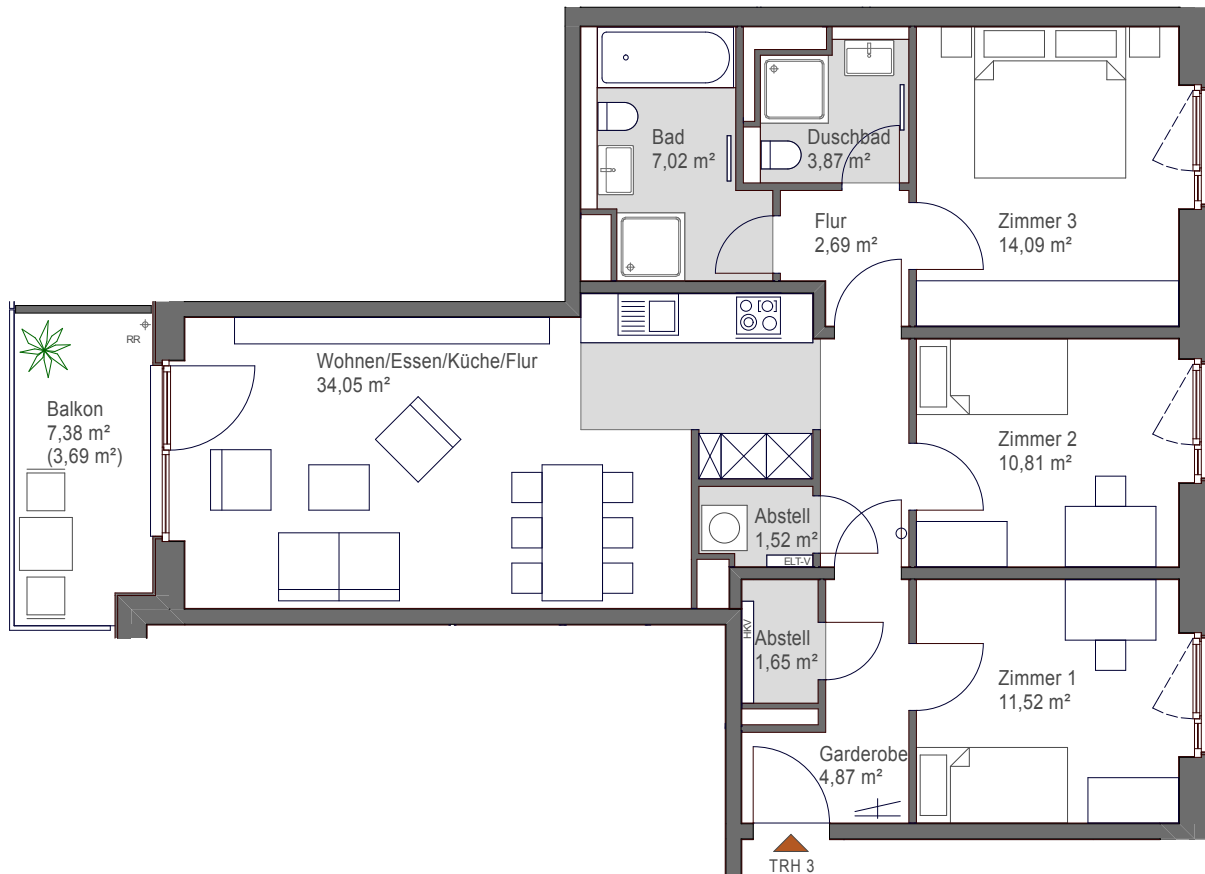 Bad
7,02 m²
Duschbad
3,87 m²
Flur
2,69 m²
Zimmer 3
14,09 m²
RR
Wohnen/Essen/Küche/Flur
34,05 m²
Balkon
7,38 m²
(3,69 m²)
Zimmer 2
10,81 m²
Abstell
1,52 m²
ELT-V
HKV
Abstell
1,65 m²
Zimmer 1
11,52 m²
Garderobe
4,87 m²
TRH 3